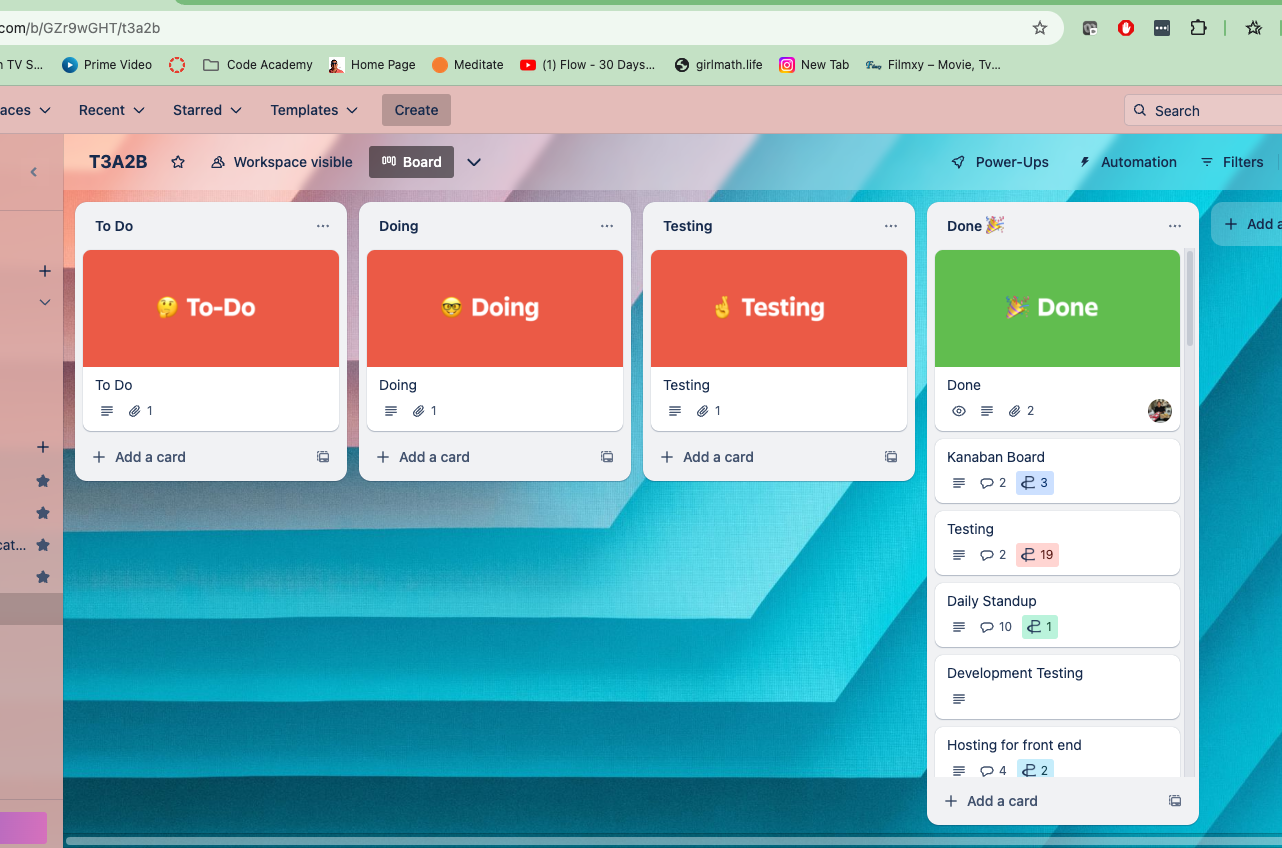 com/b/GZr9wGHT/t3a2b
n TV S... Prime Video Code Academy Home Page Meditate (1) Flow - 30 Days... girlmath.life New Tab Filmxy – Movie, Tv...
aces Recent Starred Templates Create Search
T3A2B Workspace visible Board Power-Ups Automation Filters
To Do
To-Do
To Do
1
Add a card
Doing
Doing
Doing
1
Add a card
Testing
Testing
Testing
1
Add a card
Done
Done
Done
2
Kanaban Board
2 3
Testing
2 19
Daily Standup
10 1
Development Testing
Hosting for front end
4 2
Add a card
Add a
cat...